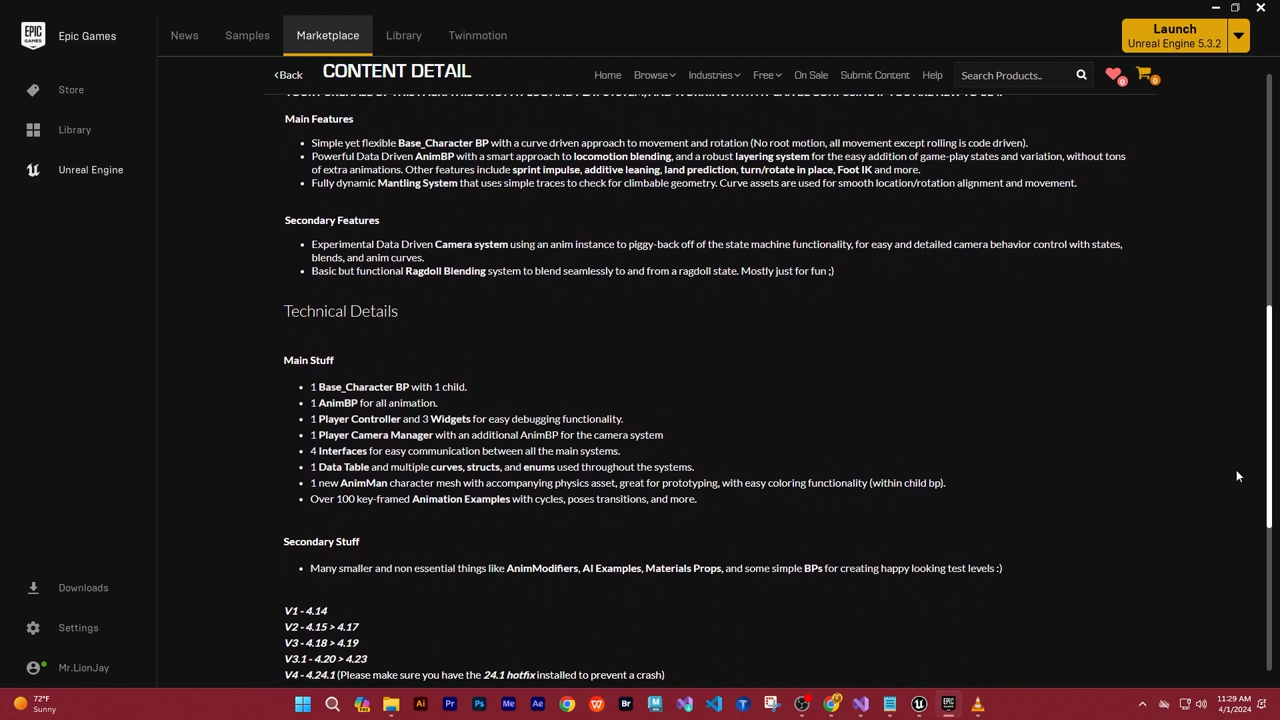 EPIC GAMES
Epic Games
News
Samples
Marketplace
Library
Twinmotion
Launch
Unreal Engine 5.3.2
Store
Library
Unreal Engine
Downloads
Settings
Mr.LionJay
Back
CONTENT DETAIL
Home
Browse
Industries
Free
On Sale
Submit Content
Help
Search Products..
0
0
Main Features
Simple yet flexible Base_Character BP with a curve driven approach to movement and rotation (No root motion, all movement except rolling is code driven).
Powerful Data Driven AnimBP with a smart approach to locomotion blending, and a robust layering system for the easy addition of game-play states and variation, without tons
of extra animations. Other features include sprint impulse, additive leaning, land prediction, turn/rotate in place, Foot IK and more.
Fully dynamic Mantling System that uses simple traces to check for climbable geometry. Curve assets are used for smooth location/rotation alignment and movement.
Secondary Features
Experimental Data Driven Camera system using an anim instance to piggy-back off of the state machine functionality, for easy and detailed camera behavior control with states,
blends, and anim curves.
Basic but functional Ragdoll Blending system to blend seamlessly to and from a ragdoll state. Mostly just for fun ;)
Technical Details
Main Stuff
1 Base_Character BP with 1 child.
1 AnimBP for all animation.
1 Player Controller and 3 Widgets for easy debugging functionality.
1 Player Camera Manager with an additional AnimBP for the camera system
4 Interfaces for easy communication between all the main systems.
1 Data Table and multiple curves, structs, and enums used throughout the systems.
1 new AnimMan character mesh with accompanying physics asset, great for prototyping, with easy coloring functionality (within child bp).
Over 100 key-framed Animation Examples with cycles, poses transitions, and more.
Secondary Stuff
Many smaller and non essential things like AnimModifiers, AI Examples, Materials Props, and some simple BPs for creating happy looking test levels :)
V1 - 4.14
V2 - 4.15 > 4.17
V3 - 4.18 > 4.19
V3.1 - 4.20 > 4.23
V4 - 4.24.1 (Please make sure you have the 24.1 hotfix installed to prevent a crash)
72°F
Sunny
Ai
Pr
Ps
Me
Ae
Br
11:29 AM
4/1/2024